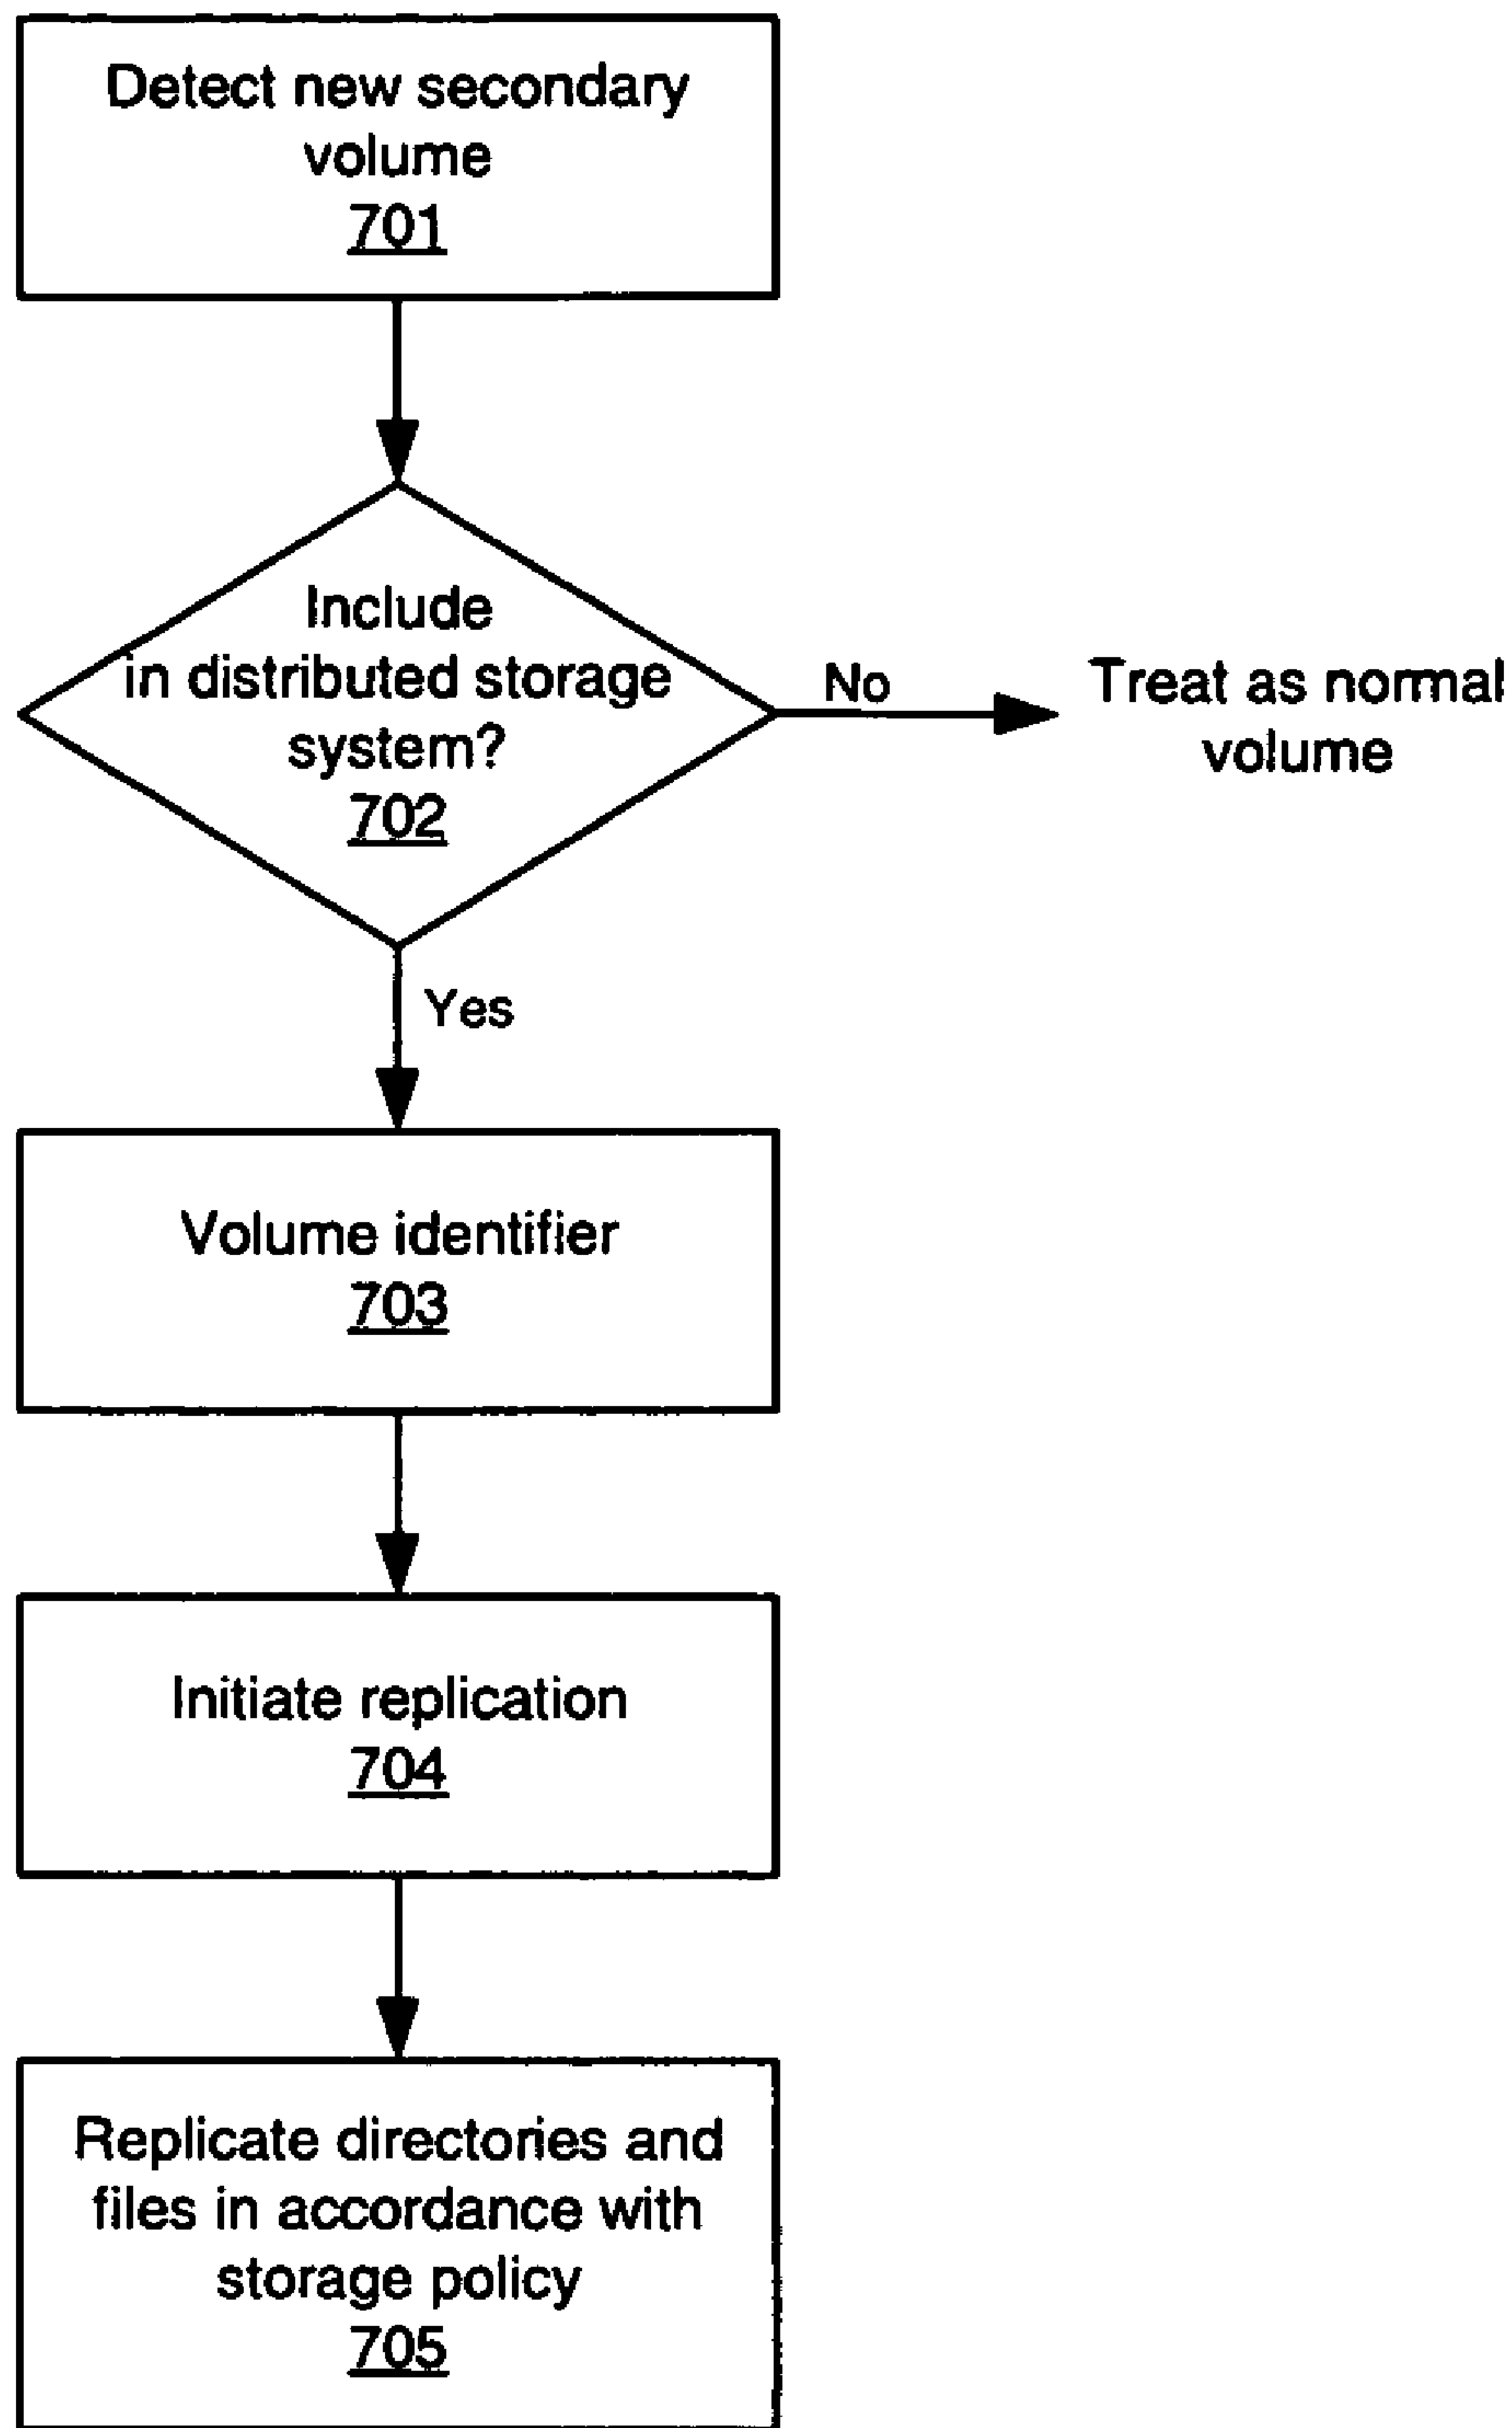 Detect new secondary
volume
701
Include
in distributed storage
system?
702
No
Treat as normal
volume
Yes
Volume identifier
703
Initiate replication
704
Replicate directories and
files in accordance with
storage policy
705